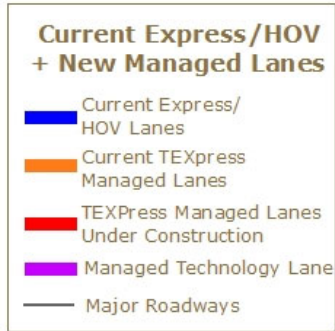 Current Express/HOV
+ New Managed Lanes
Current Express/
HOV Lanes
Current TEXpress
Managed Lanes
TEXPress Managed Lanes
Under Construction
Managed Technology Lane
Major Roadways